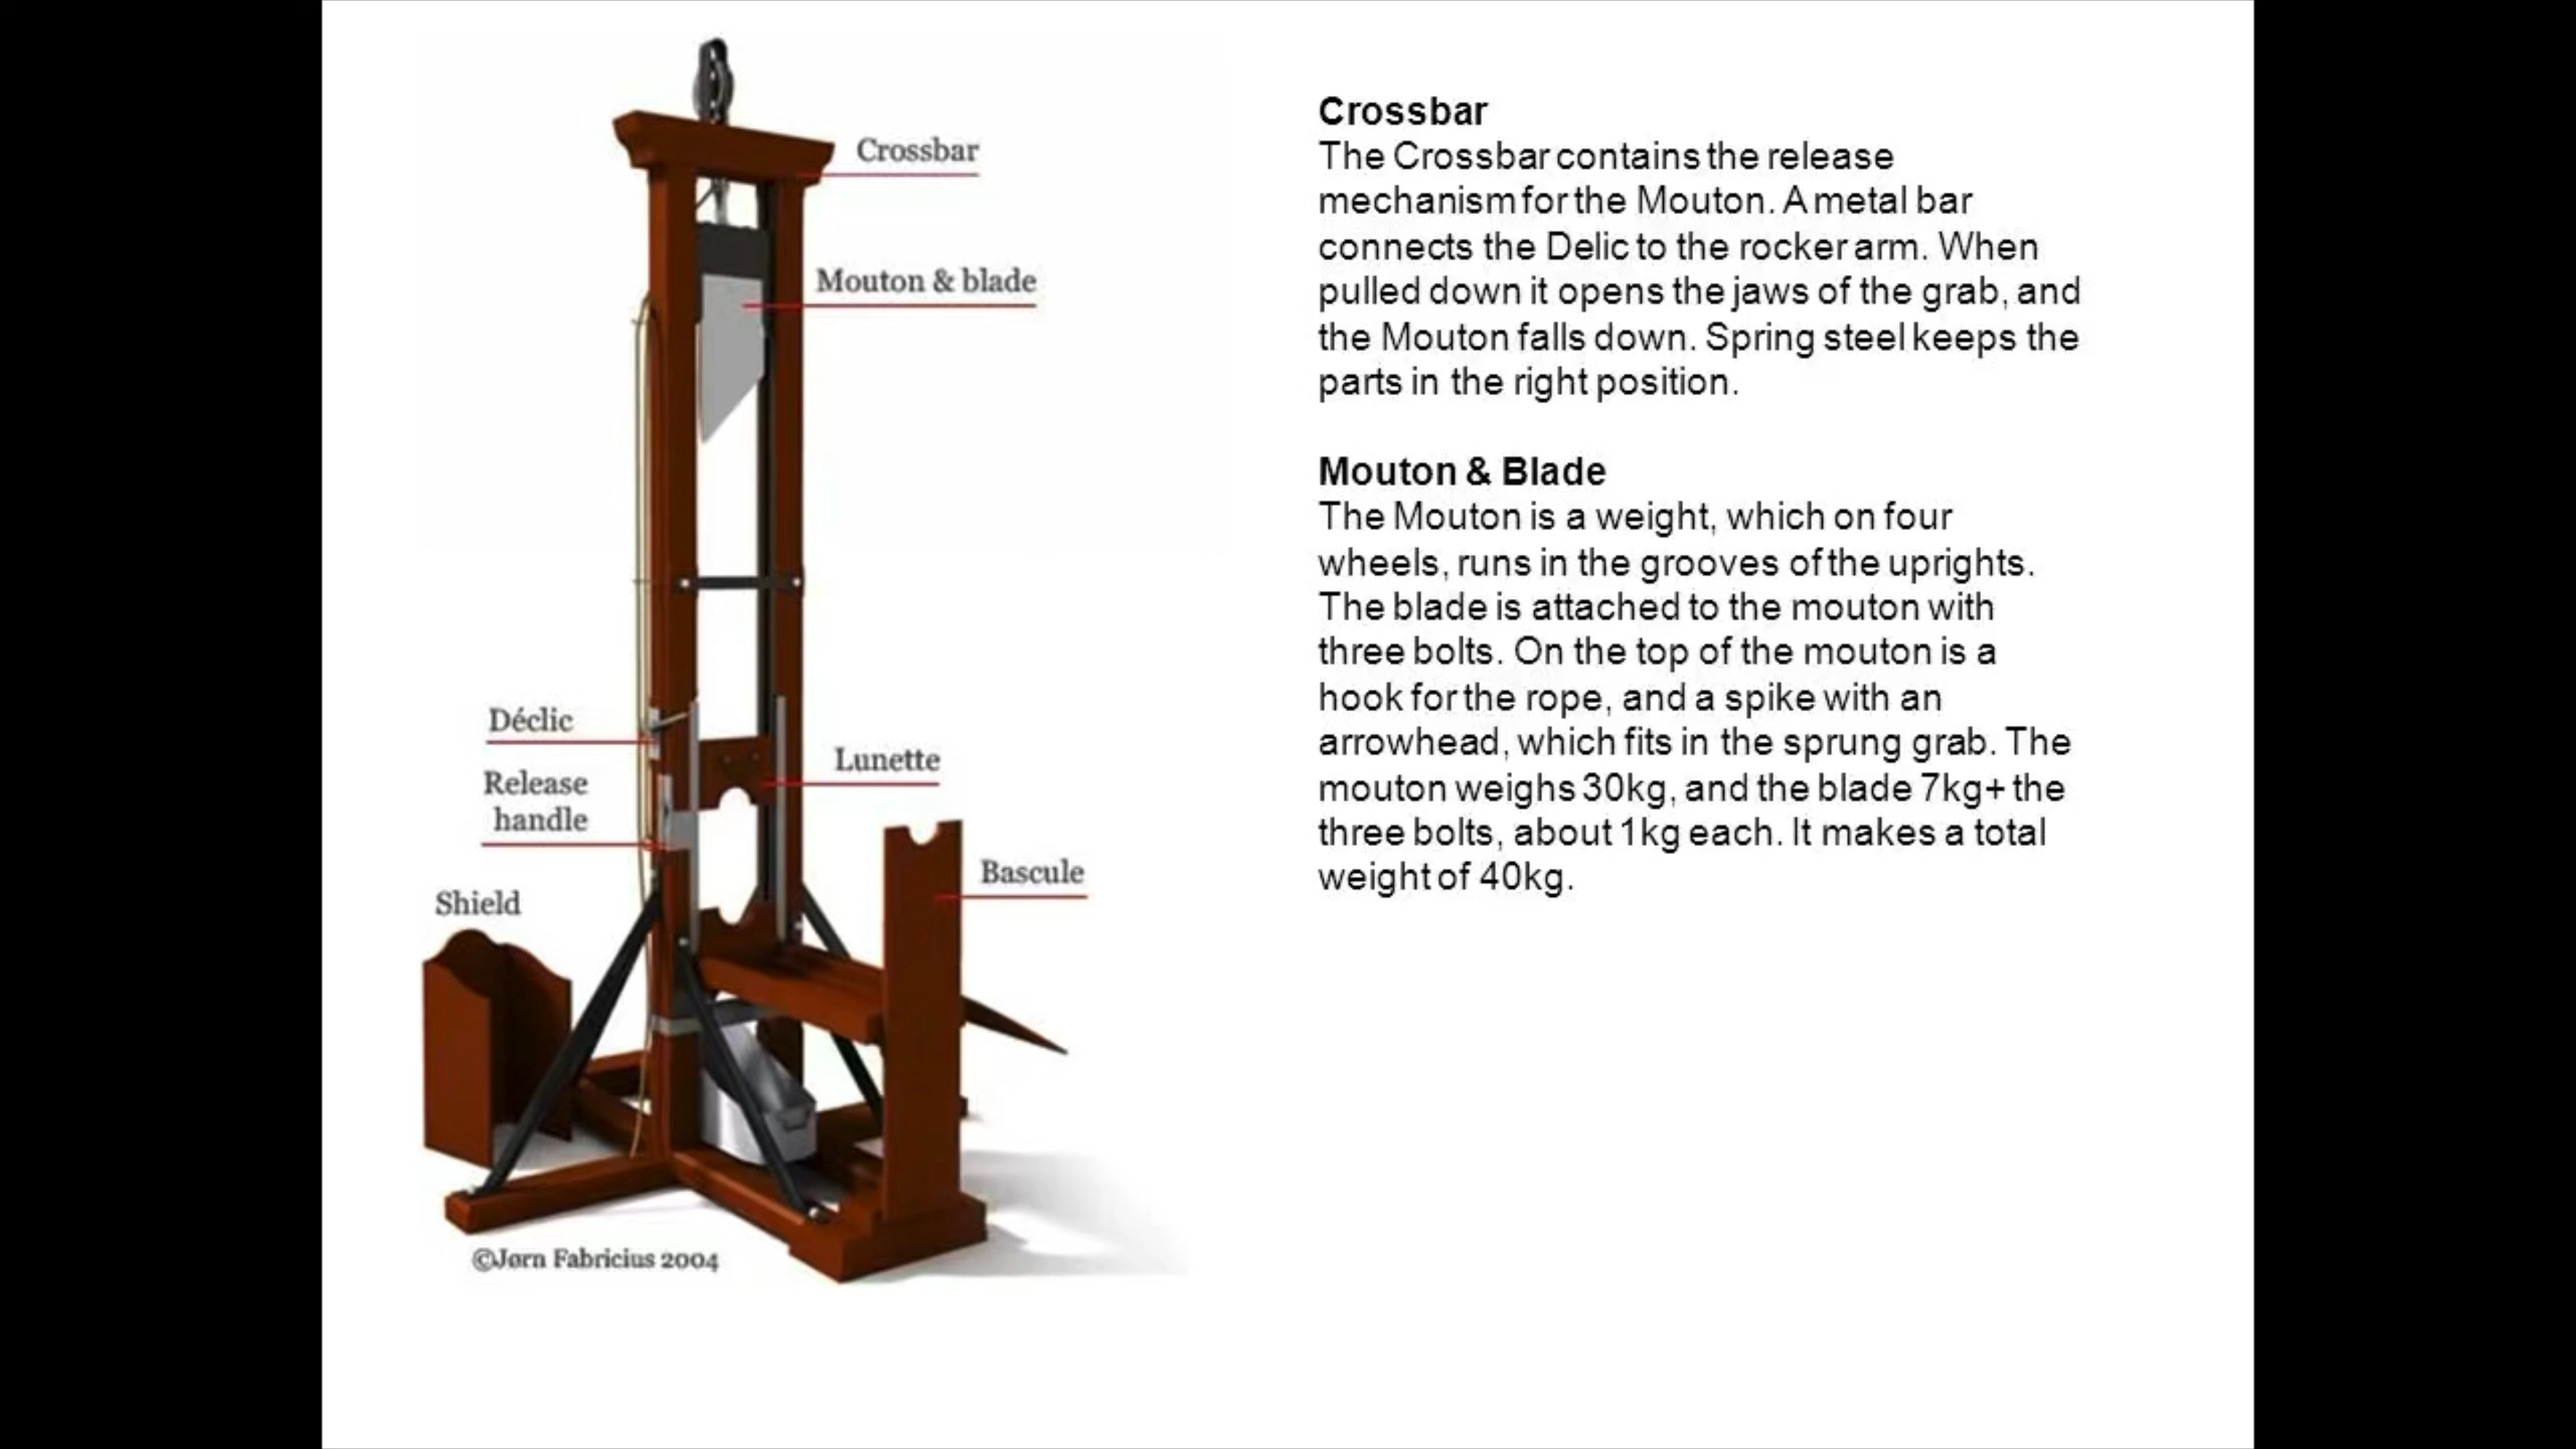 Crossbar
Mouton & blade
Déclic
Release
handle
Lunette
Bascule
Shield
©Jørn Fabricius 2004
Crossbar
The Crossbar contains the release
mechanism for the Mouton. A metal bar
connects the Delic to the rocker arm. When
pulled down it opens the jaws of the grab, and
the Mouton falls down. Spring steel keeps the
parts in the right position.
Mouton & Blade
The Mouton is a weight, which on four
wheels, runs in the grooves of the uprights.
The blade is attached to the mouton with
three bolts. On the top of the mouton is a
hook for the rope, and a spike with an
arrowhead, which fits in the sprung grab. The
mouton weighs 30kg, and the blade 7kg+ the
three bolts, about 1kg each. It makes a total
weight of 40kg.